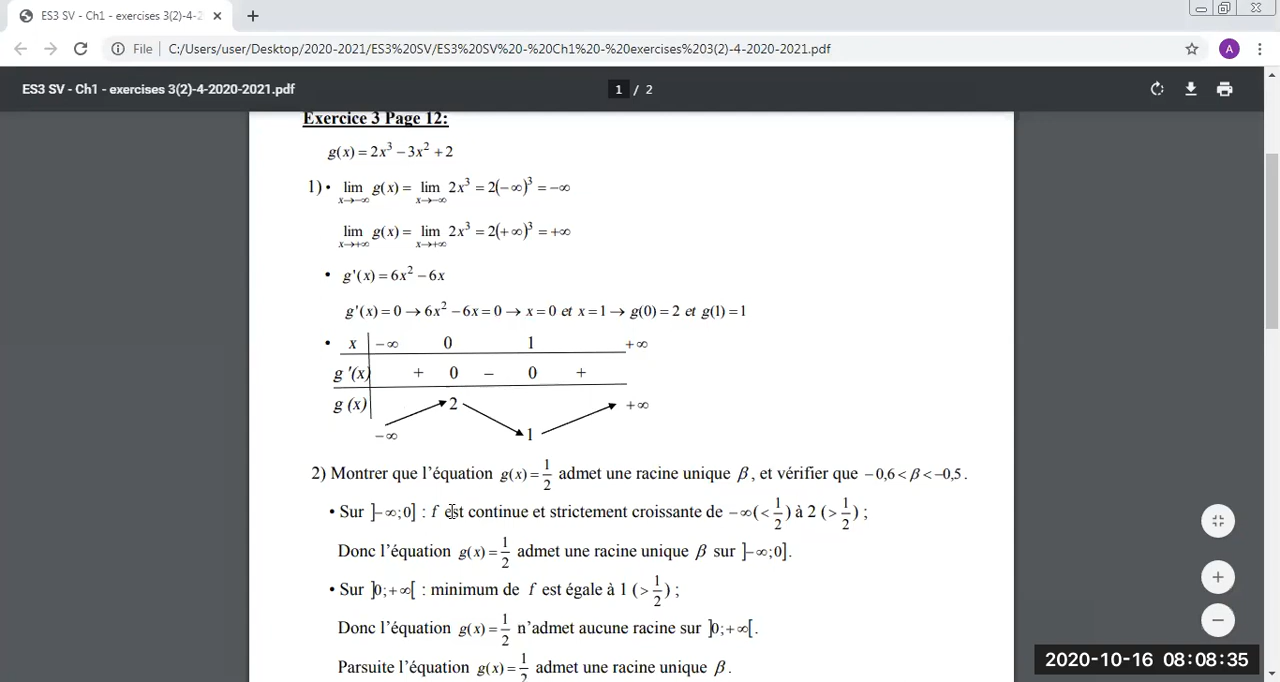 ES3 SV - Ch1 - exercises 3(2)-4-2
File C:/Users/user/Desktop/2020-2021/ES3%20SV/ES3%20SV%20-%20Ch1%20-%20exercises%203(2)-4-2020-2021.pdf
A
ES3 SV - Ch1 - exercises 3(2)-4-2020-2021.pdf 1 / 2
Exercice 3 Page 12:
g(x) = 2x³ − 3x² + 2
1) • lim x→−∞ g(x) = lim x→−∞ 2x³ = 2(−∞)³ = −∞
lim x→+∞ g(x) = lim x→+∞ 2x³ = 2(+∞)³ = +∞
• g'(x) = 6x² − 6x
g'(x) = 0 → 6x² − 6x = 0 → x = 0 et x = 1 → g(0) = 2 et g(1) = 1
• x −∞ 0 1 +∞
g '(x) + 0 − 0 +
g (x) 2 +∞
−∞ 1
2) Montrer que l'équation g(x) = 1/2 admet une racine unique β, et vérifier que −0,6 < β < −0,5.
• Sur ]−∞;0] : f est continue et strictement croissante de −∞(< 1/2) à 2 (> 1/2) ;
Donc l'équation g(x) = 1/2 admet une racine unique β sur ]−∞;0].
• Sur ]0;+∞[ : minimum de f est égale à 1 (> 1/2) ;
Donc l'équation g(x) = 1/2 n'admet aucune racine sur ]0;+∞[.
Parsuite l'équation g(x) = 1/2 admet une racine unique β.
2020-10-16 08:08:35